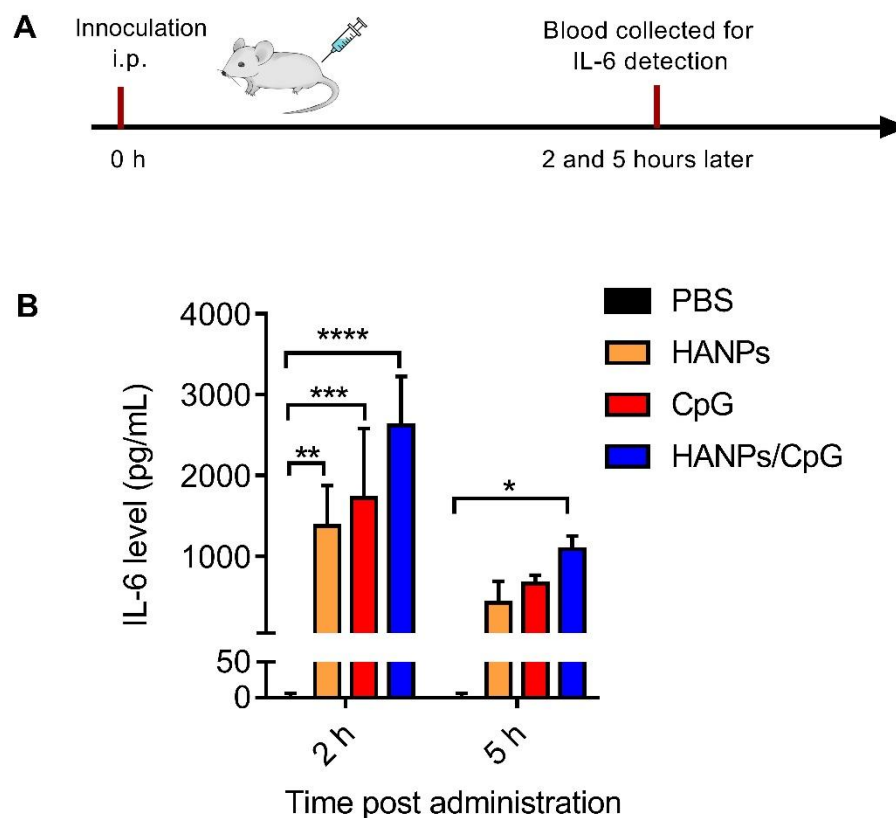 A
Innoculation
i.p.
Blood collected for
IL-6 detection
0 h
2 and 5 hours later
B
IL-6 level (pg/mL)
4000
3000
2000
1000
50
0
****
***
**
*
2 h
5 h
Time post administration
PBS
HANPs
CpG
HANPs/CpG